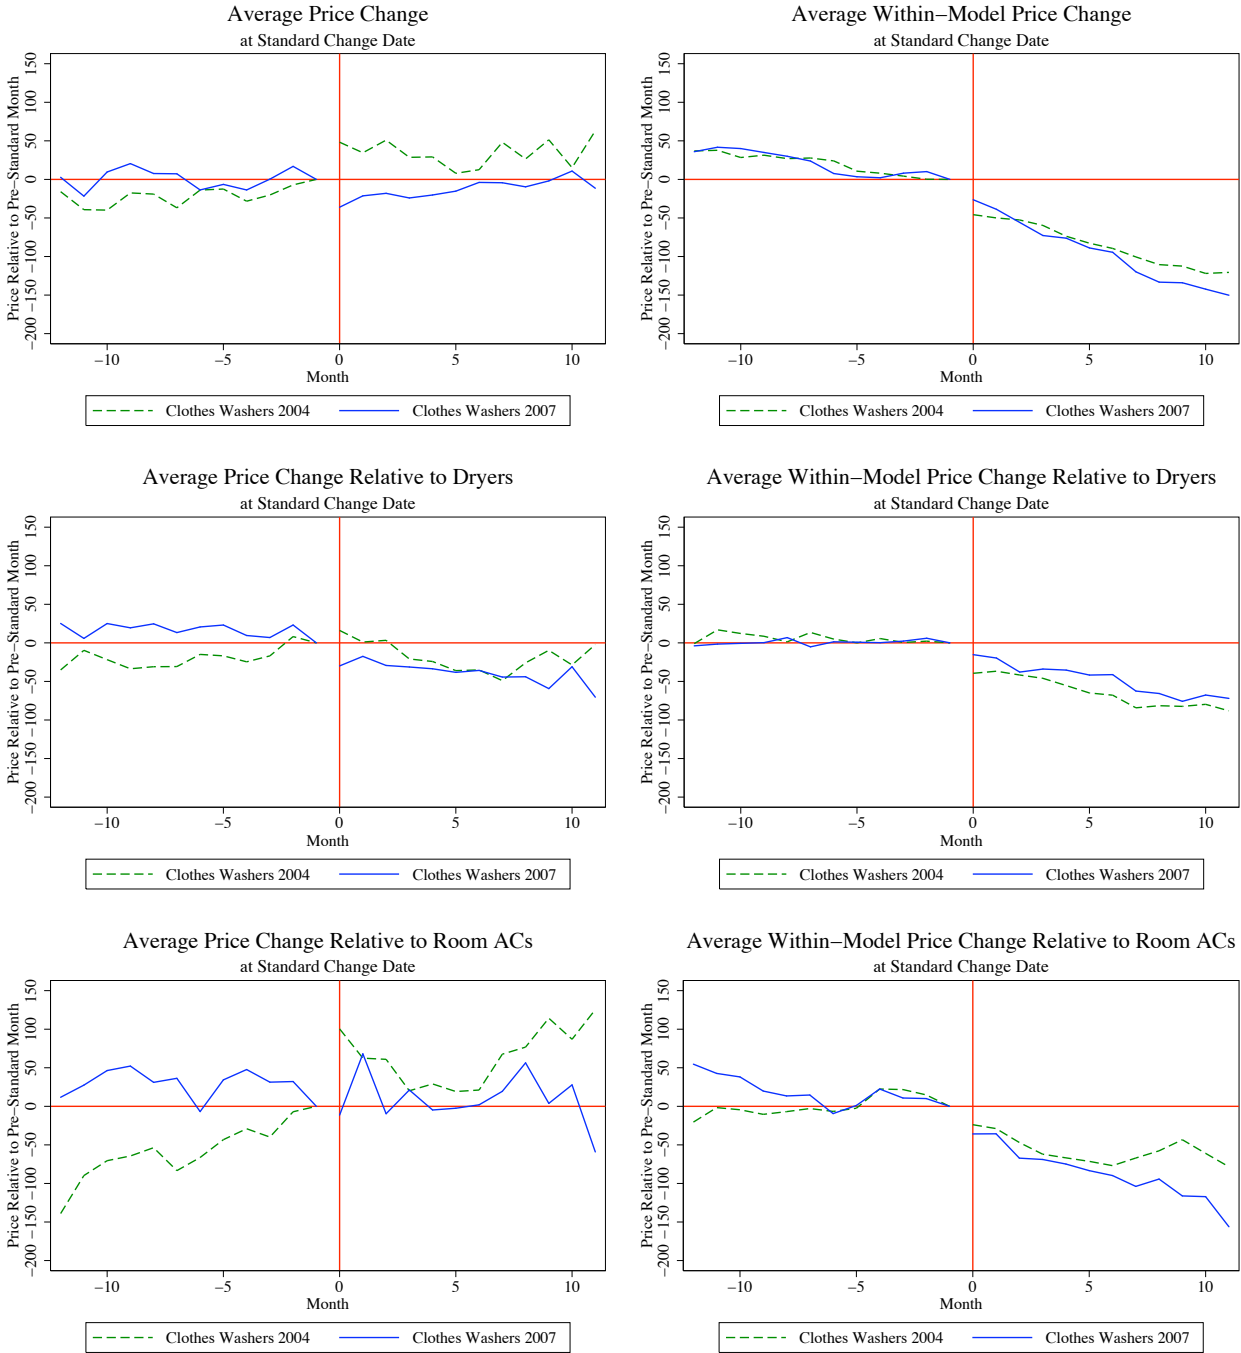 Average Price Change
at Standard Change Date
Price Relative to Pre−Standard Month
−200 −150 −100 −50 0 50 100 150
−10 −5 0 5 10
Month
Clothes Washers 2004 Clothes Washers 2007
Average Within−Model Price Change
at Standard Change Date
Price Relative to Pre−Standard Month
−200 −150 −100 −50 0 50 100 150
−10 −5 0 5 10
Month
Clothes Washers 2004 Clothes Washers 2007
Average Price Change Relative to Dryers
at Standard Change Date
Price Relative to Pre−Standard Month
−200 −150 −100 −50 0 50 100 150
−10 −5 0 5 10
Month
Clothes Washers 2004 Clothes Washers 2007
Average Within−Model Price Change Relative to Dryers
at Standard Change Date
Price Relative to Pre−Standard Month
−200 −150 −100 −50 0 50 100 150
−10 −5 0 5 10
Month
Clothes Washers 2004 Clothes Washers 2007
Average Price Change Relative to Room ACs
at Standard Change Date
Price Relative to Pre−Standard Month
−200 −150 −100 −50 0 50 100 150
−10 −5 0 5 10
Month
Clothes Washers 2004 Clothes Washers 2007
Average Within−Model Price Change Relative to Room ACs
at Standard Change Date
Price Relative to Pre−Standard Month
−200 −150 −100 −50 0 50 100 150
−10 −5 0 5 10
Month
Clothes Washers 2004 Clothes Washers 2007